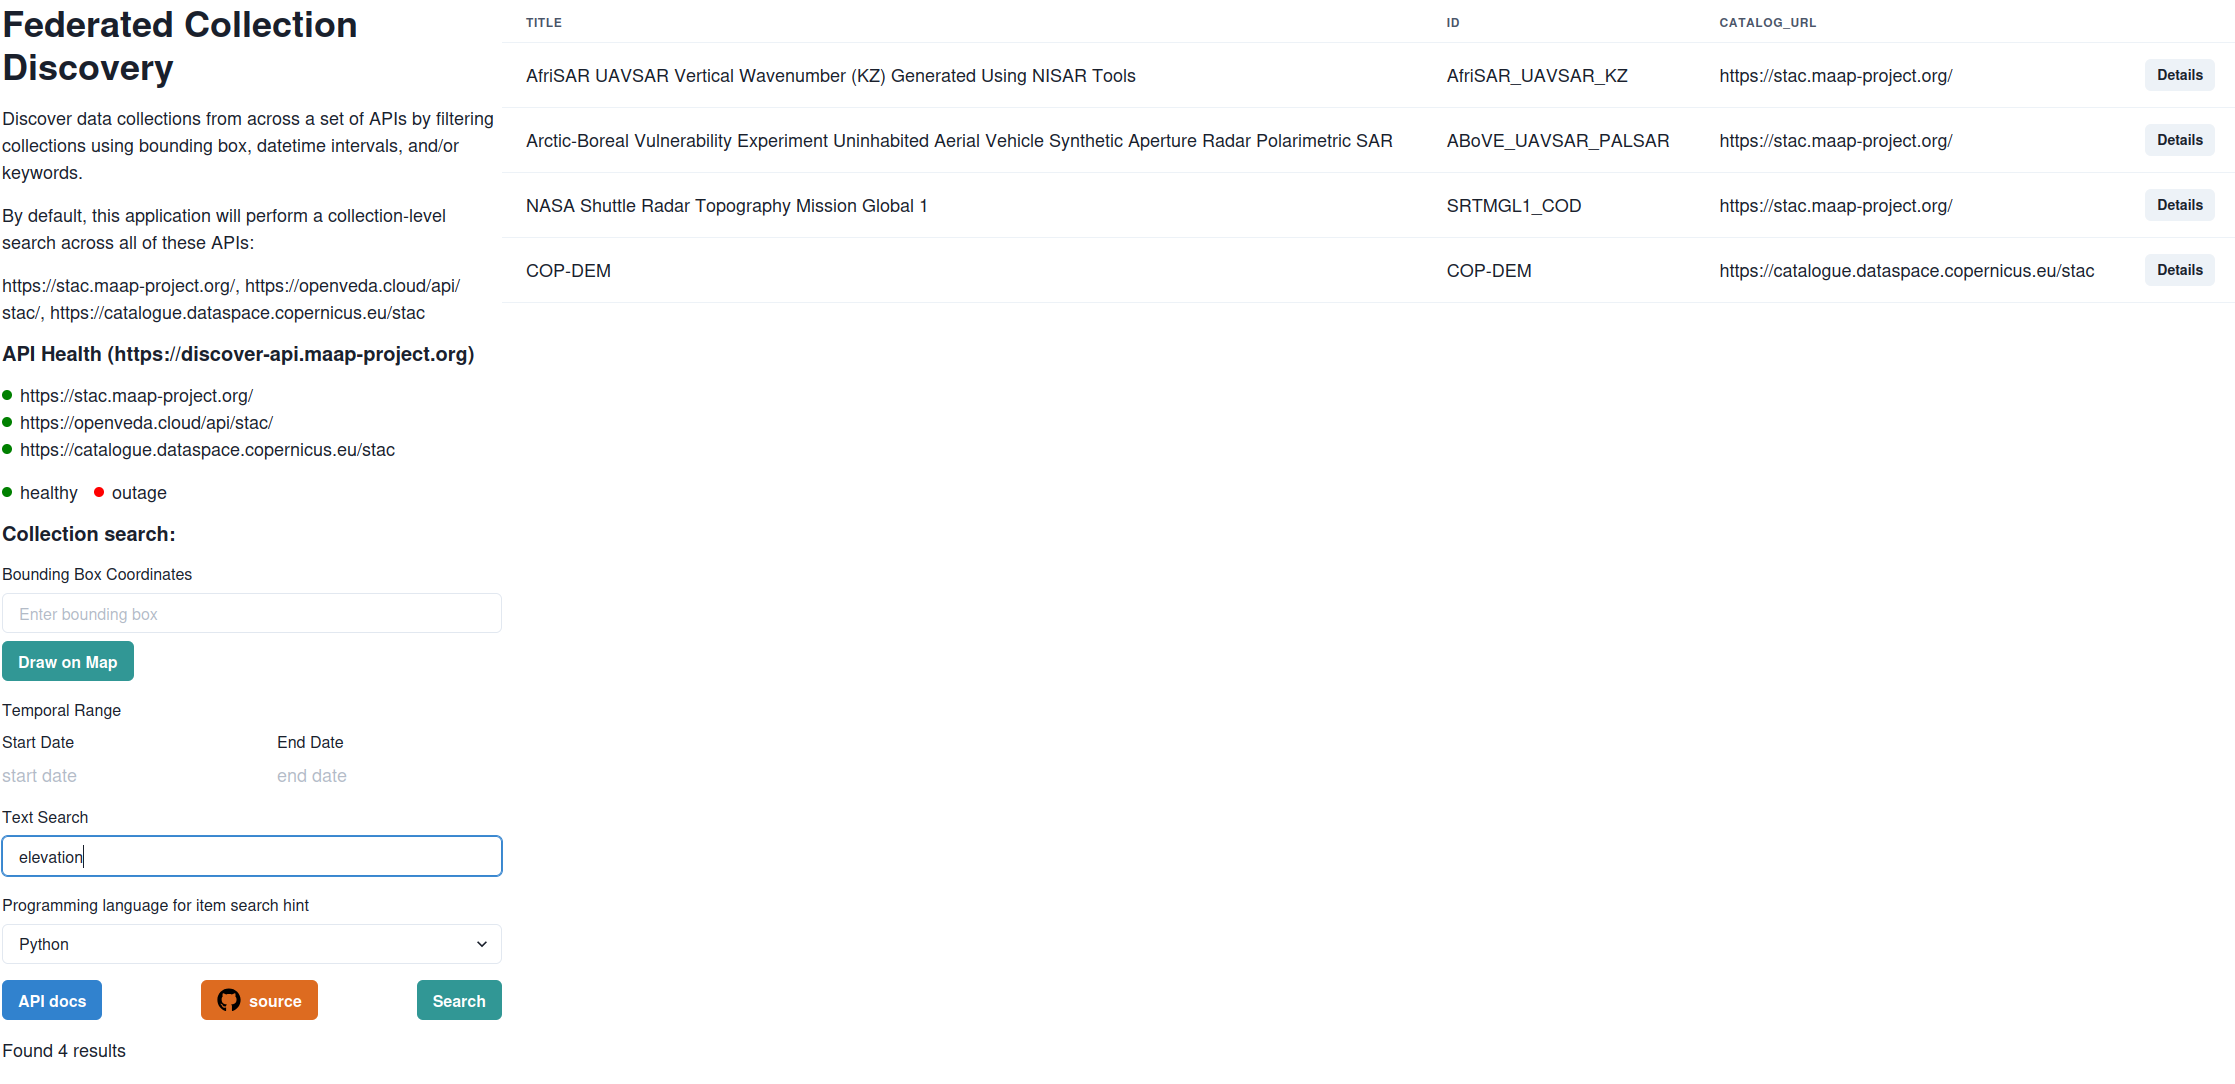 Federated Collection
Discovery
Discover data collections from across a set of APIs by filtering
collections using bounding box, datetime intervals, and/or
keywords.
By default, this application will perform a collection-level
search across all of these APIs:
https://stac.maap-project.org/, https://openveda.cloud/api/
stac/, https://catalogue.dataspace.copernicus.eu/stac
API Health (https://discover-api.maap-project.org)
https://stac.maap-project.org/
https://openveda.cloud/api/stac/
https://catalogue.dataspace.copernicus.eu/stac
healthy outage
Collection search:
Bounding Box Coordinates
Enter bounding box
Draw on Map
Temporal Range
Start Date End Date
start date end date
Text Search
elevation
Programming language for item search hint
Python
API docs source Search
Found 4 results
TITLE ID CATALOG_URL
AfriSAR UAVSAR Vertical Wavenumber (KZ) Generated Using NISAR Tools AfriSAR_UAVSAR_KZ https://stac.maap-project.org/ Details
Arctic-Boreal Vulnerability Experiment Uninhabited Aerial Vehicle Synthetic Aperture Radar Polarimetric SAR ABoVE_UAVSAR_PALSAR https://stac.maap-project.org/ Details
NASA Shuttle Radar Topography Mission Global 1 SRTMGL1_COD https://stac.maap-project.org/ Details
COP-DEM COP-DEM https://catalogue.dataspace.copernicus.eu/stac Details